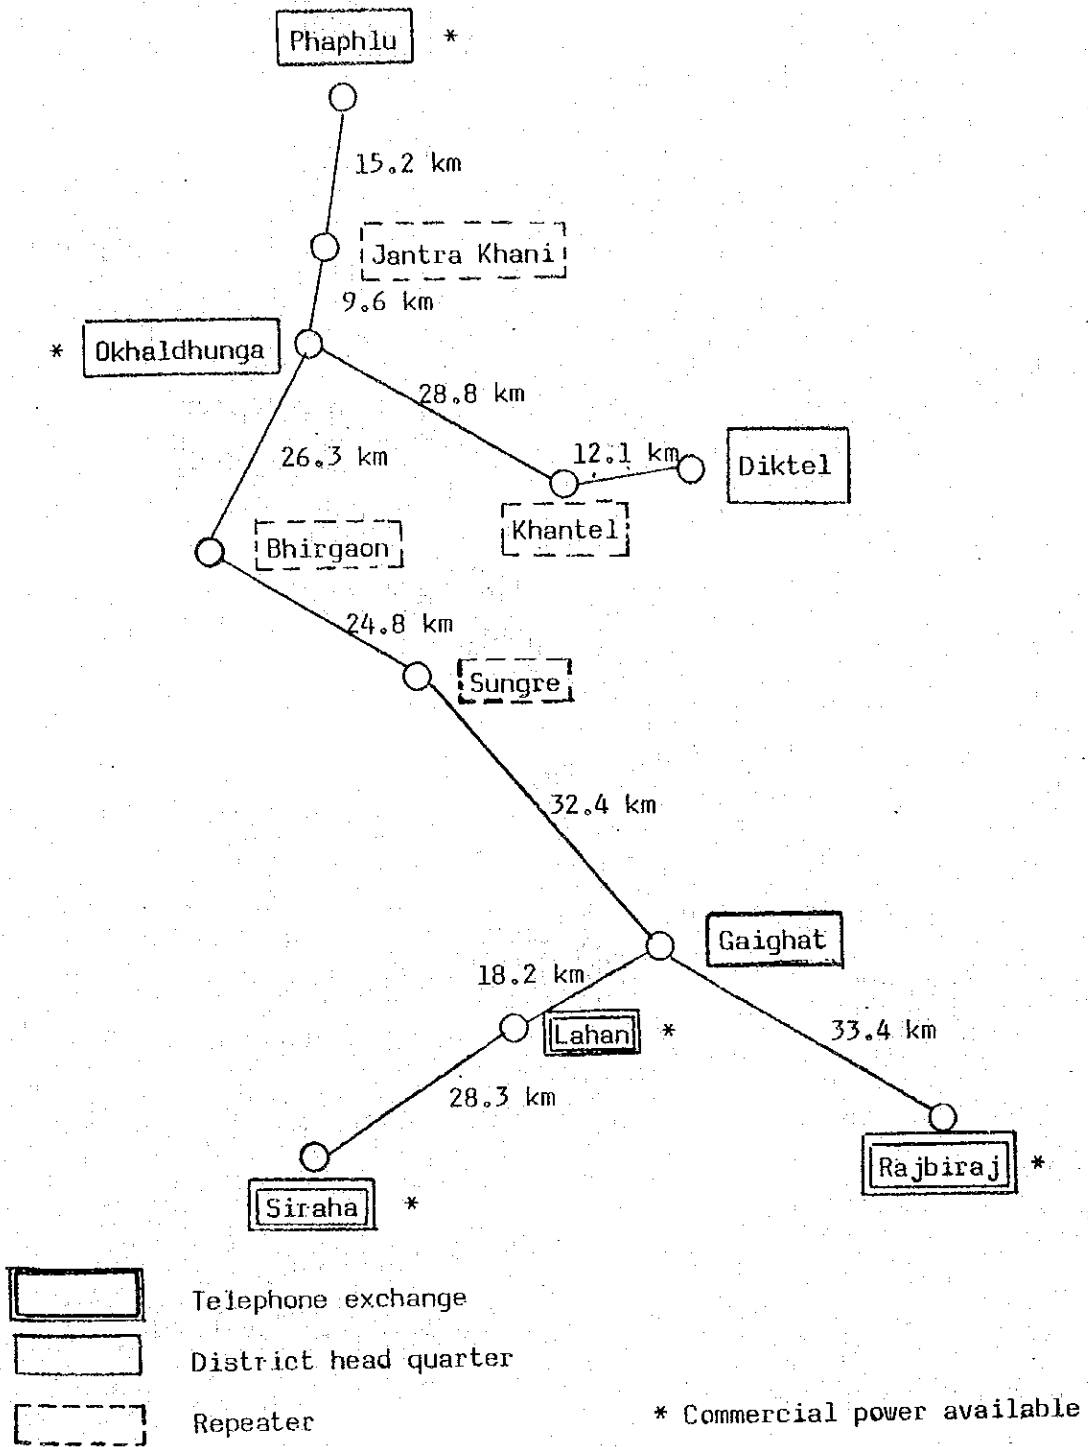 Phaphlu *
15.2 km
Jantra Khani
9.6 km
* Okhaldhunga
28.8 km
12.1 km
Diktel
26.3 km
Khantel
Bhirgaon
24.8 km
Sungre
32.4 km
Gaighat
18.2 km
Lahan *
33.4 km
28.3 km
Rajbiraj *
Siraha *
Telephone exchange
District head quarter
Repeater
* Commercial power available